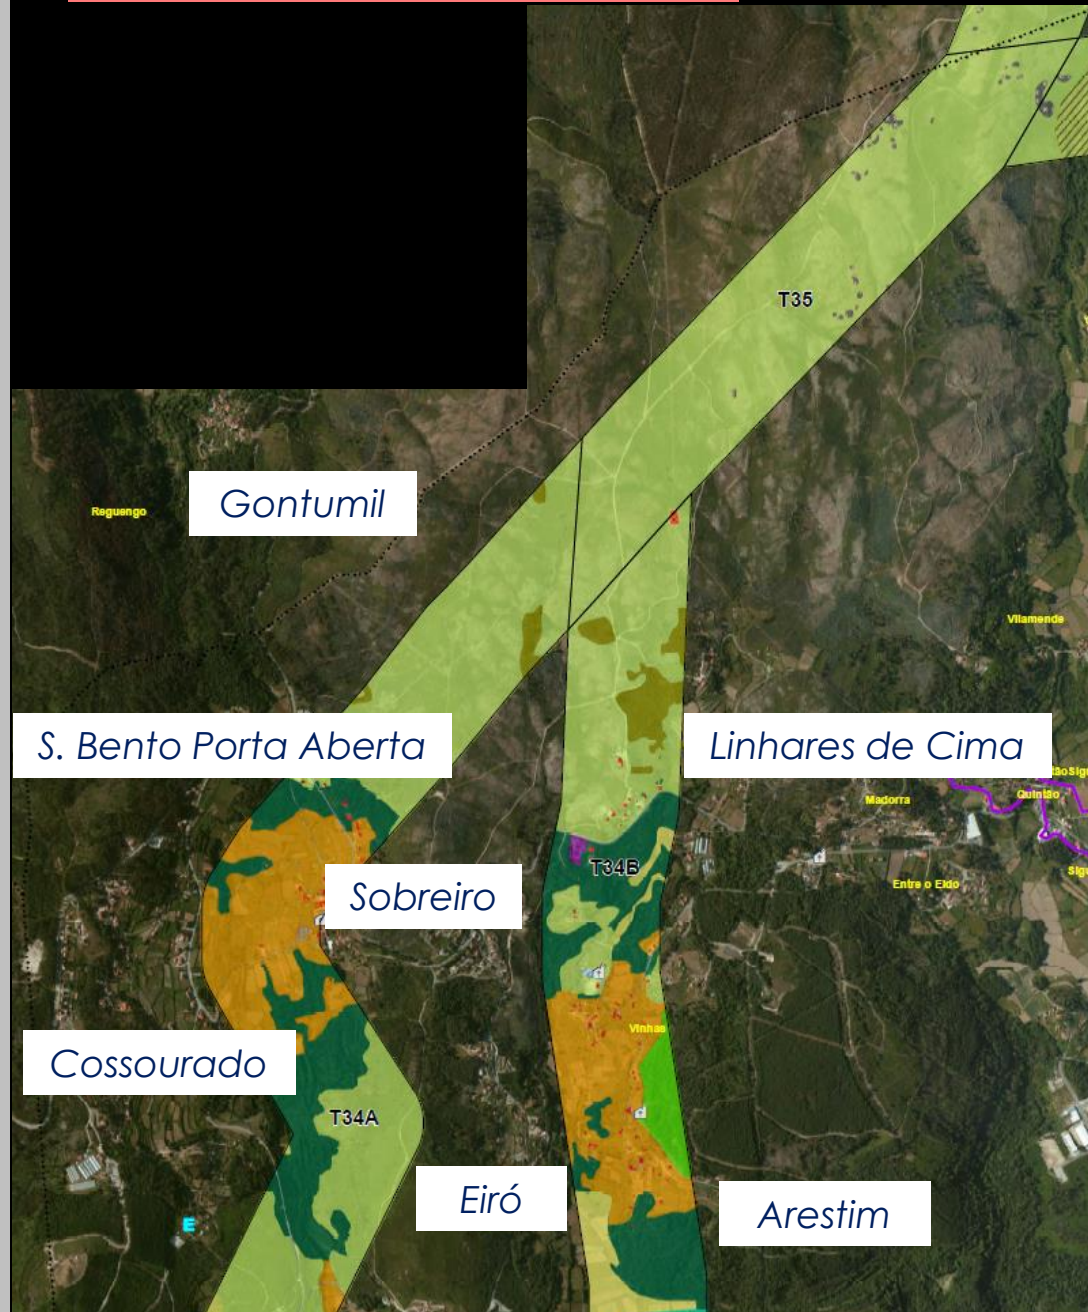 T35
Gontumil
Reguengo
Vilamende
S. Bento Porta Aberta
Linhares de Cima
Quintão
Madorra
T34B
Entre o Eido
Sobreiro
Vinhas
Cossourado
T34A
Eiró
Arestim
E